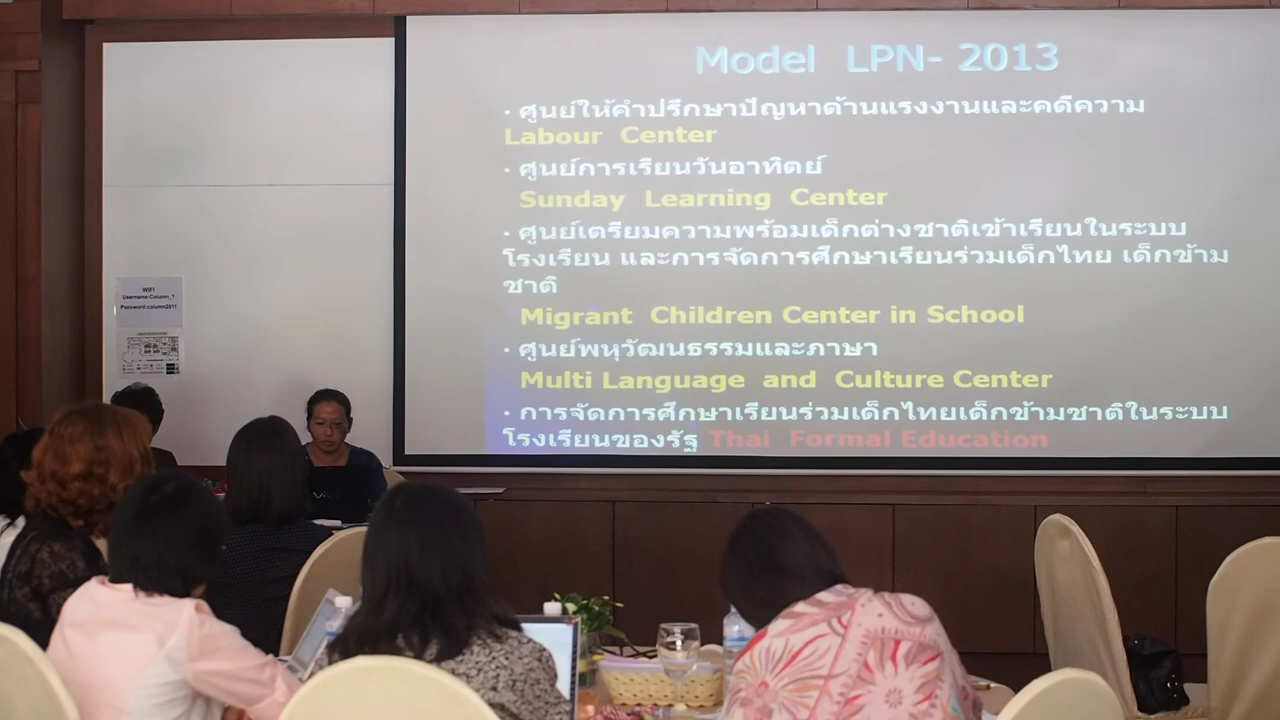 Model LPN- 2013
· ศูนย์ให้คำปรึกษาปัญหาด้านแรงงานและคดีความ
Labour Center
· ศูนย์การเรียนวันอาทิตย์
Sunday Learning Center
· ศูนย์เตรียมความพร้อมเด็กต่างชาติเข้าเรียนในระบบ
โรงเรียน และการจัดการศึกษาเรียนร่วมเด็กไทย เด็กข้าม
ชาติ
Migrant Children Center in School
· ศูนย์พหุวัฒนธรรมและภาษา
Multi Language and Culture Center
· การจัดการศึกษาเรียนร่วมเด็กไทยเด็กข้ามชาติในระบบ
โรงเรียนของรัฐ Thai Formal Education
WIFI
Username:Column_1
Password:column2011